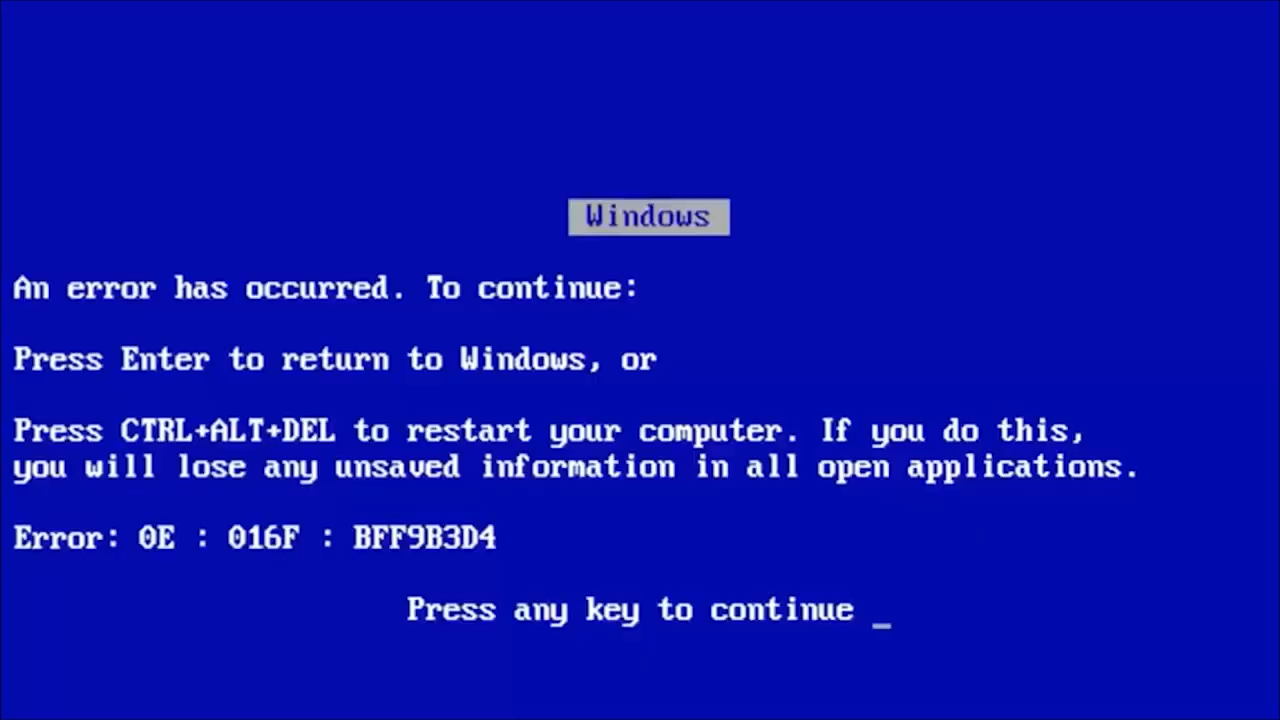 Windows
An error has occurred. To continue:
Press Enter to return to Windows, or
Press CTRL+ALT+DEL to restart your computer. If you do this,
you will lose any unsaved information in all open applications.
Error: 0E : 016F : BFF9B3D4
Press any key to continue _